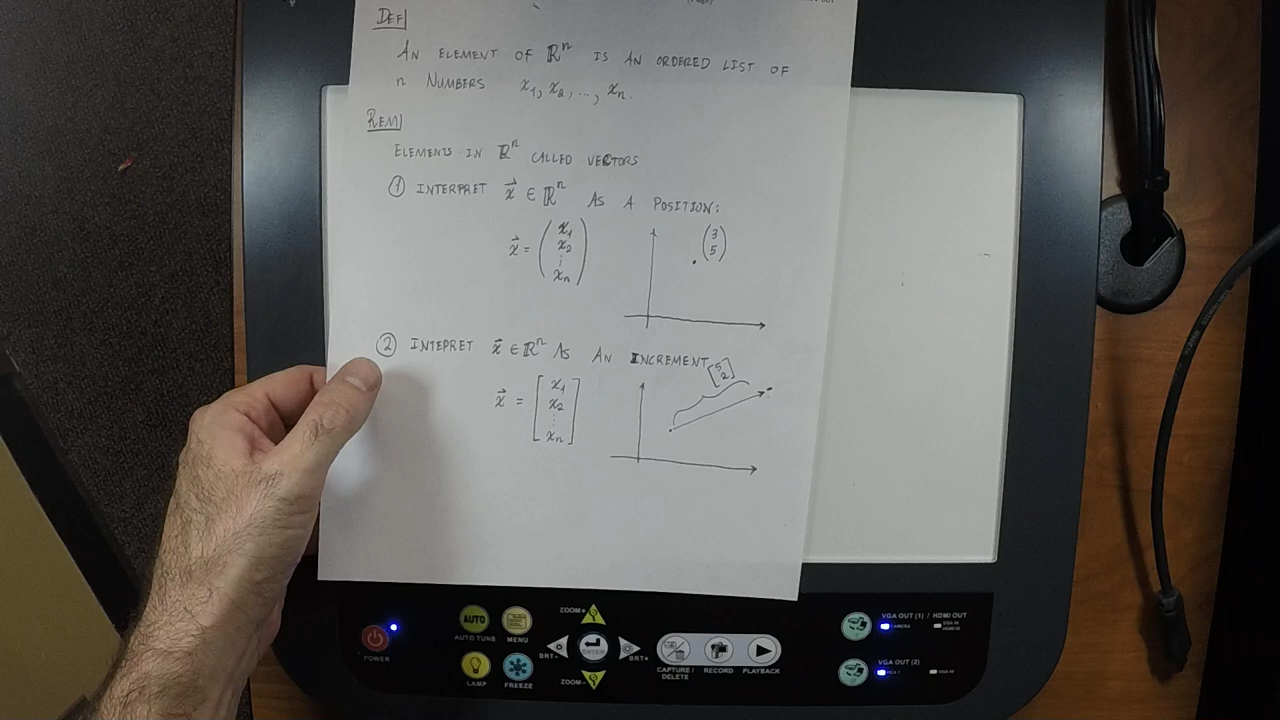 DEF
AN ELEMENT OF ℝⁿ IS AN ORDERED LIST OF
n NUMBERS x₁, x₂, ..., xₙ.
REM
ELEMENTS IN ℝⁿ CALLED VECTORS
① INTERPRET x⃗ ∈ ℝⁿ AS A POSITION:
x⃗ = (x₁ x₂ ⋮ xₙ)
(3 5)
② INTEPRET x⃗ ∈ ℝⁿ AS AN INCREMENT
[5 2]
x⃗ = [x₁ x₂ ⋮ xₙ]
POWER
AUTO
AUTO TUNE
MENU
LAMP
FREEZE
ZOOM+
BRT-
ENTER
BRT+
ZOOM-
CAPTURE / DELETE
RECORD
PLAYBACK
VGA OUT (1) / HDMI OUT
CAMERA
VGA OUT (2)